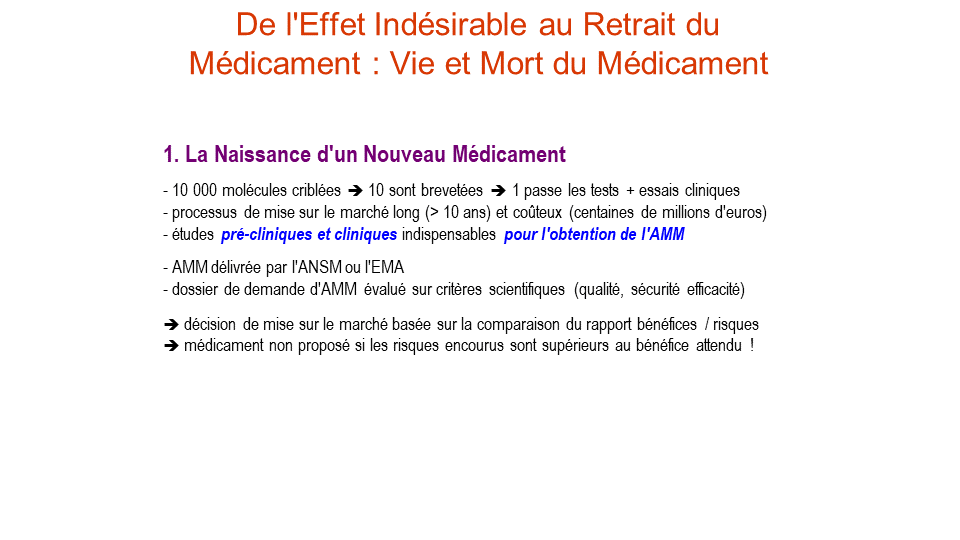 De l'Effet Indésirable au Retrait du
Médicament : Vie et Mort du Médicament
1. La Naissance d'un Nouveau Médicament
- 10 000 molécules criblées ➔ 10 sont brevetées ➔ 1 passe les tests + essais cliniques
- processus de mise sur le marché long (> 10 ans) et coûteux (centaines de millions d'euros)
- études pré-cliniques et cliniques indispensables pour l'obtention de l'AMM
- AMM délivrée par l'ANSM ou l'EMA
- dossier de demande d'AMM évalué sur critères scientifiques (qualité, sécurité efficacité)
➔ décision de mise sur le marché basée sur la comparaison du rapport bénéfices / risques
➔ médicament non proposé si les risques encourus sont supérieurs au bénéfice attendu !